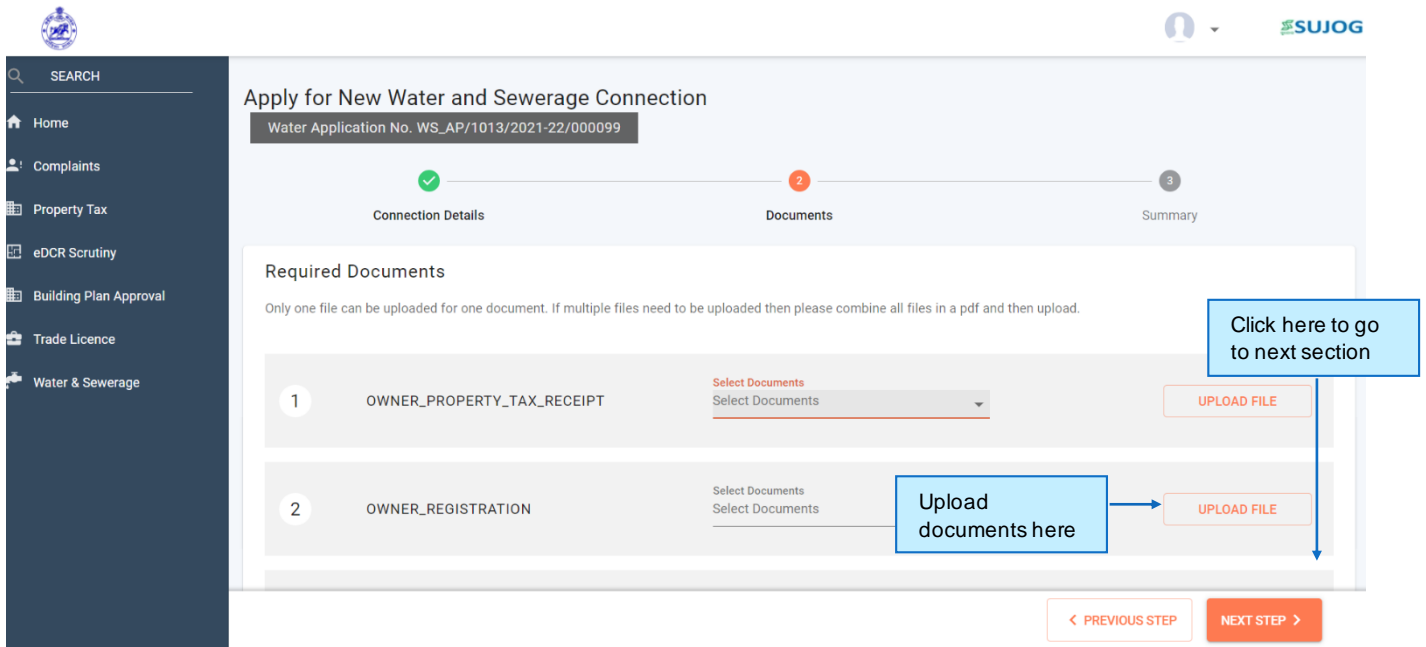 SUJOG
SEARCH
Home
Complaints
Property Tax
eDCR Scrutiny
Building Plan Approval
Trade Licence
Water & Sewerage
Apply for New Water and Sewerage Connection
Water Application No. WS_AP/1013/2021-22/000099
2
3
Connection Details
Documents
Summary
Required Documents
Only one file can be uploaded for one document. If multiple files need to be uploaded then please combine all files in a pdf and then upload.
Click here to go
to next section
1
OWNER_PROPERTY_TAX_RECEIPT
Select Documents
Select Documents
UPLOAD FILE
2
OWNER_REGISTRATION
Select Documents
Select Documents
Upload
documents here
UPLOAD FILE
PREVIOUS STEP
NEXT STEP